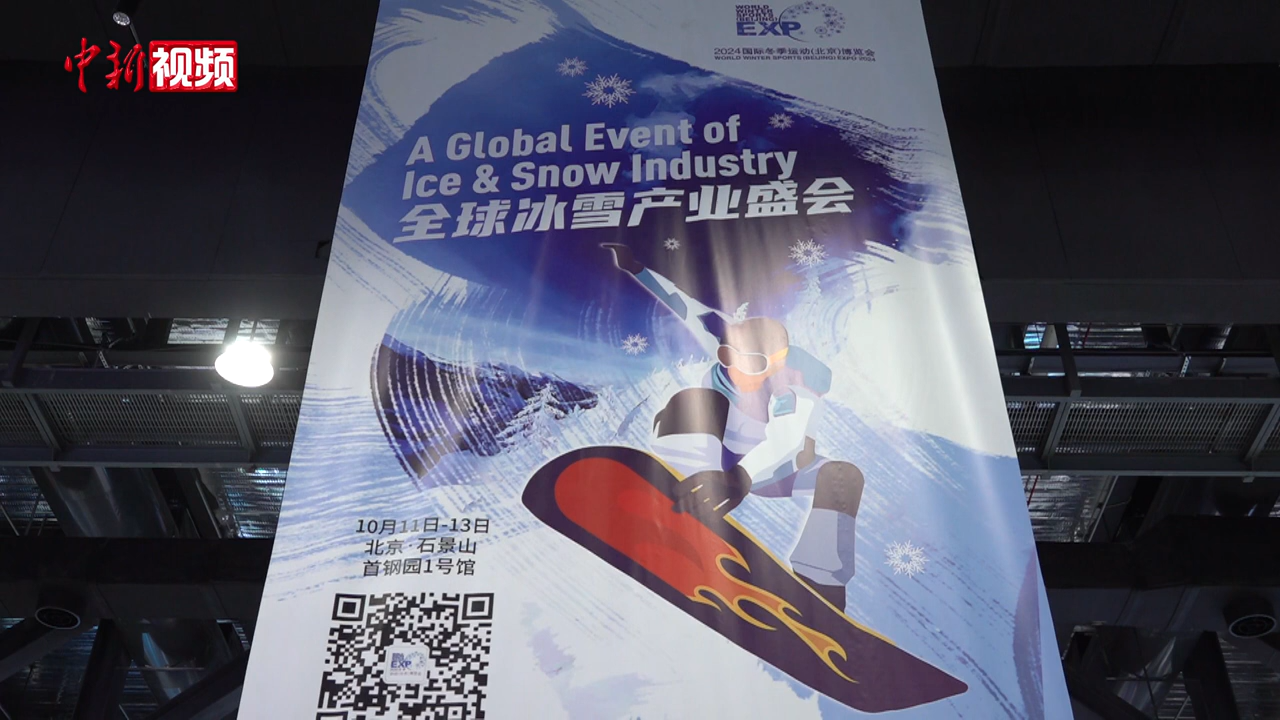 中新视频
WORLD
WINTER
SPORTS
(BEIJING)
EXPO
2024国际冬季运动(北京)博览会
WORLD WINTER SPORTS (BEIJING) EXPO 2024
A Global Event of
Ice & Snow Industry
全球冰雪产业盛会
10月11日-13日
北京·石景山
首钢园1号馆
EXPO